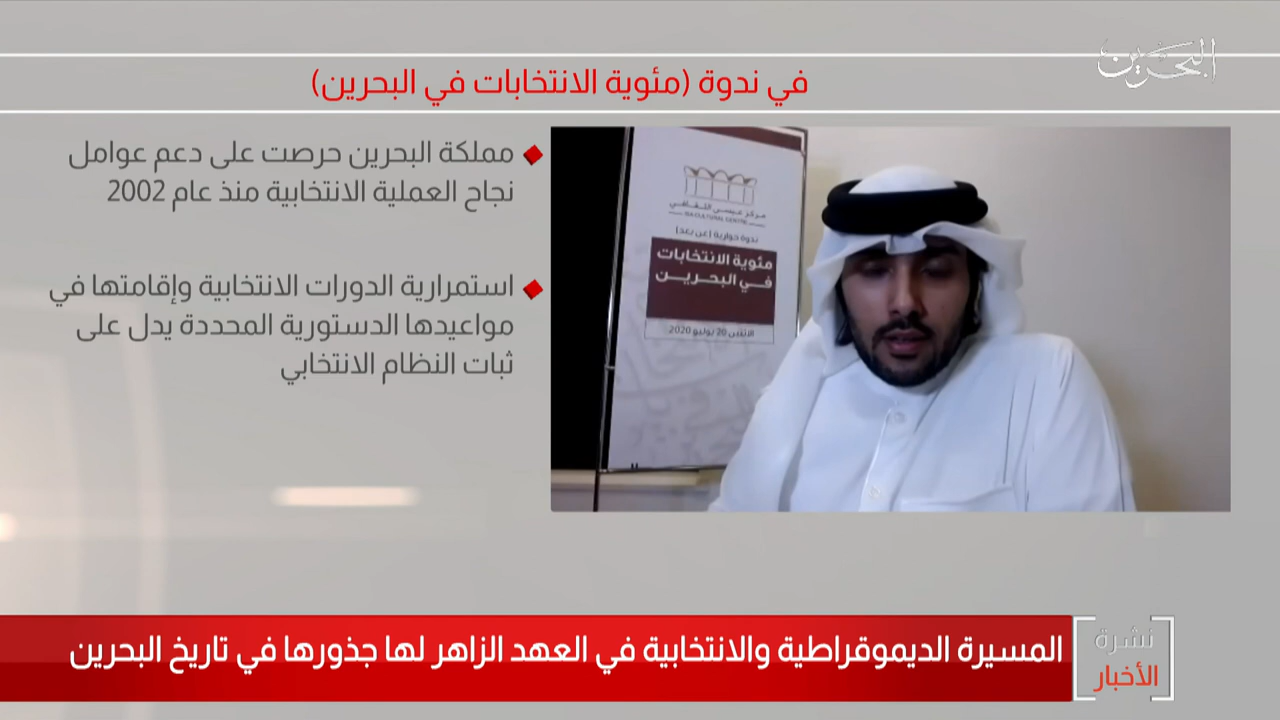 البحرين
في ندوة (مئوية الانتخابات في البحرين)
مملكة البحرين حرصت على دعم عوامل
نجاح العملية الانتخابية منذ عام 2002
استمرارية الدورات الانتخابية وإقامتها في
مواعيدها الدستورية المحددة يدل على
ثبات النظام الانتخابي
مركز عيسى الثقافي
ISA CULTURAL CENTRE
ندوة حوارية (عن بعد)
مئوية الانتخابات
في البحرين
الاثنين 20 يوليو 2020
نشرة
الأخبار
المسيرة الديموقراطية والانتخابية في العهد الزاهر لها جذورها في تاريخ البحرين